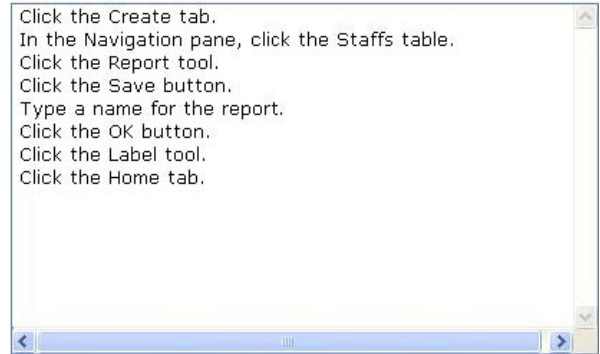 Click the Create tab.
In the Navigation pane, click the Staffs table.
Click the Report tool.
Click the Save button.
Type a name for the report.
Click the OK button.
Click the Label tool.
Click the Home tab.